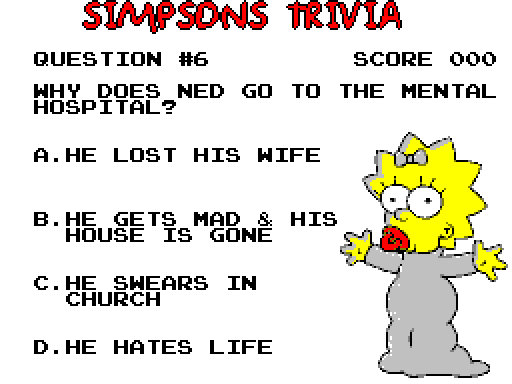 SIMPSONS TRIVIA
QUESTION #6 SCORE 000
WHY DOES NED GO TO THE MENTAL
HOSPITAL?
A.HE LOST HIS WIFE
B.HE GETS MAD & HIS
HOUSE IS GONE
C.HE SWEARS IN
CHURCH
D.HE HATES LIFE